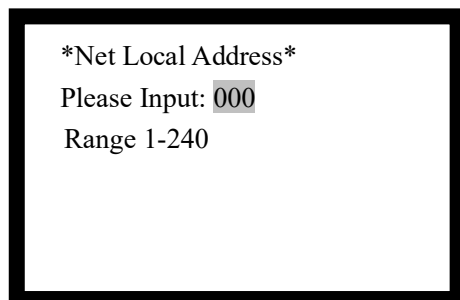 *Net Local Address*
Please Input: 000
Range 1-240